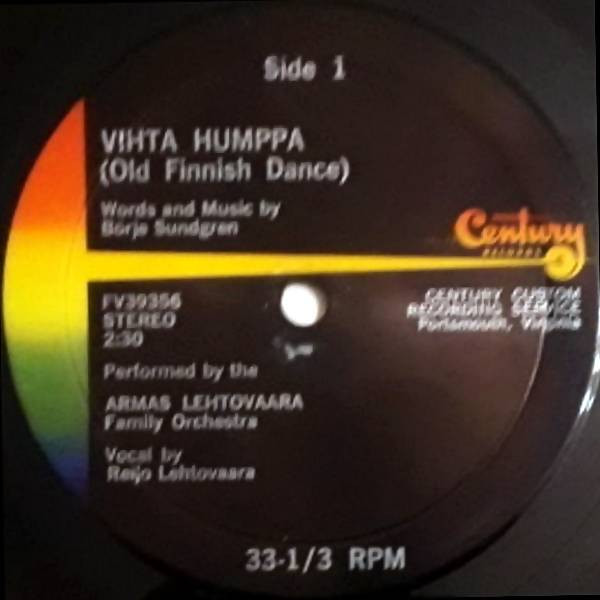 Side 1
VIHTA HUMPPA
(Old Finnish Dance)
Words and Music by
Borje Sundgren
Century
RECORDS
FV39356
STEREO
2:30
CENTURY CUSTOM
RECORDING SERVICE
Portsmouth, Virginia
Performed by the
ARMAS LEHTOVAARA
Family Orchestra
Vocal by
Reijo Lehtovaara
33-1/3 RPM